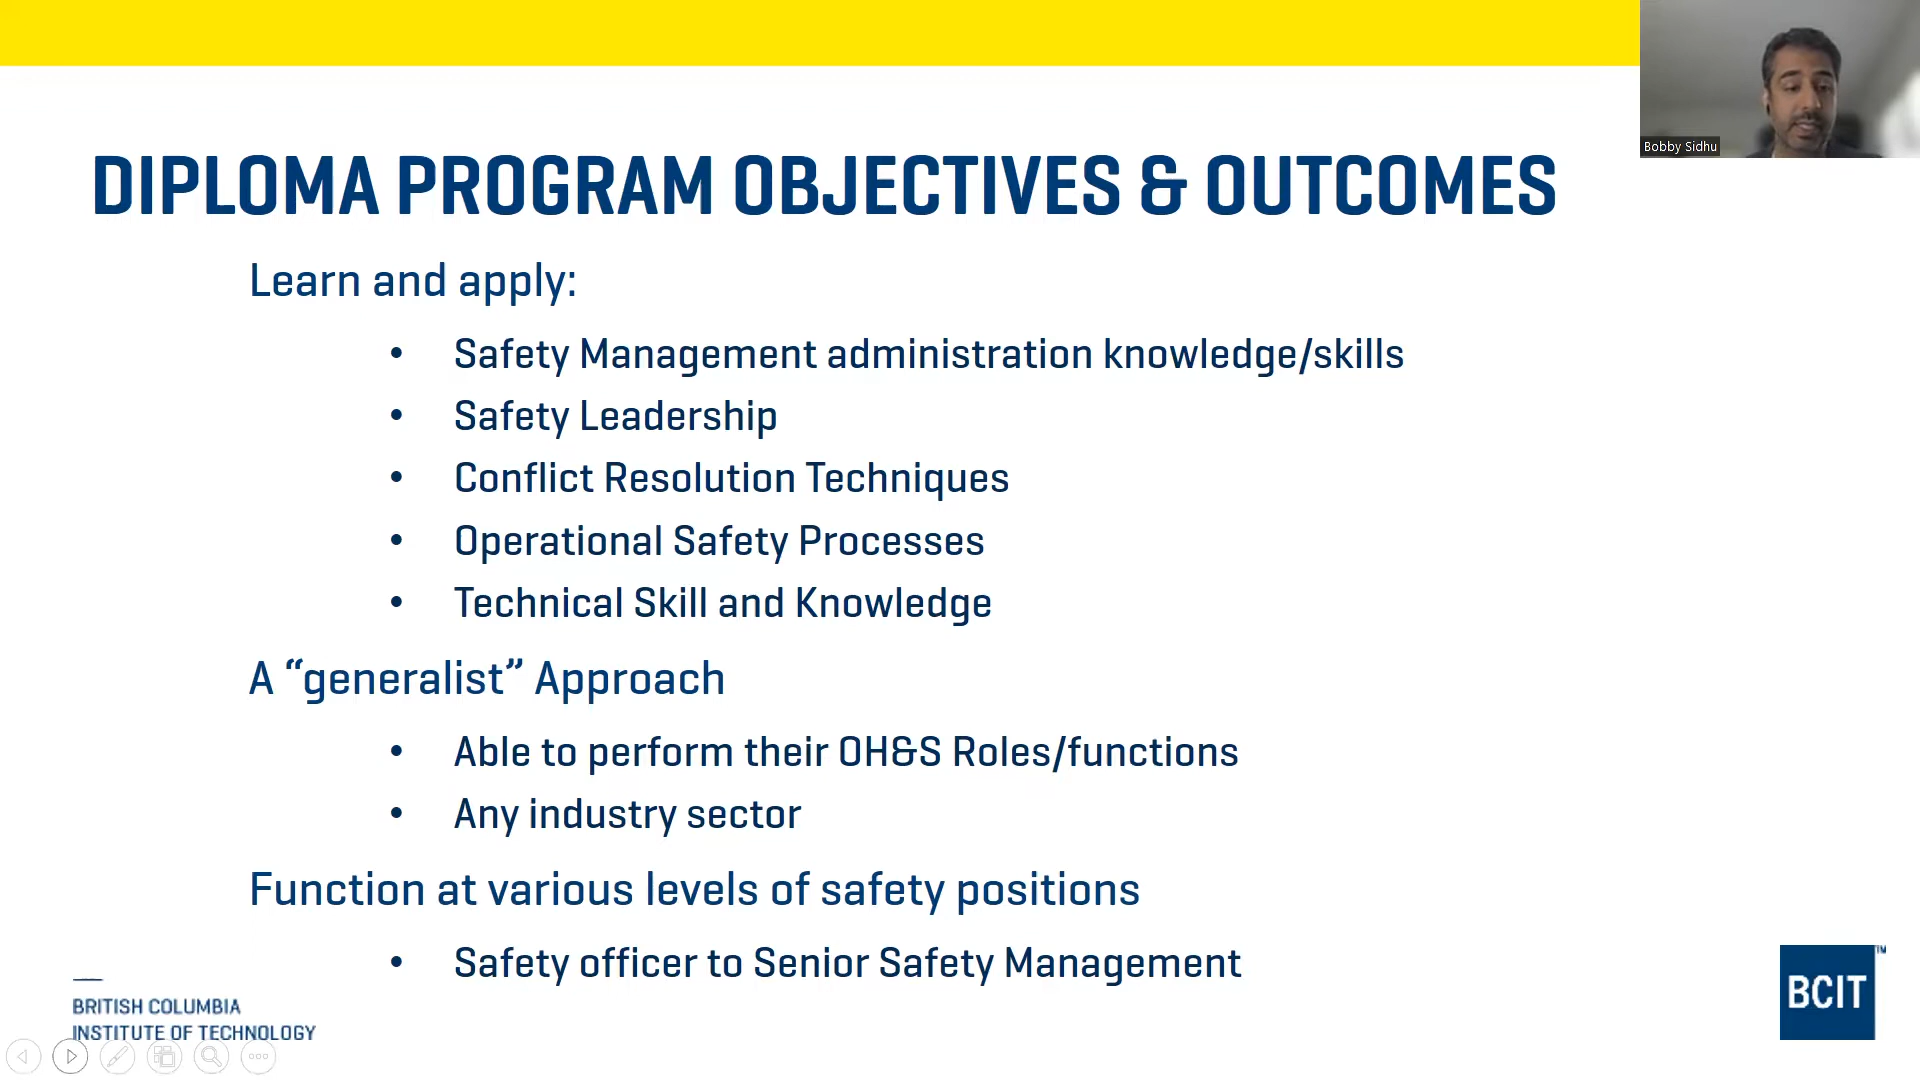 Bobby Sidhu
DIPLOMA PROGRAM OBJECTIVES & OUTCOMES
Learn and apply:
• Safety Management administration knowledge/skills
• Safety Leadership
• Conflict Resolution Techniques
• Operational Safety Processes
• Technical Skill and Knowledge
A “generalist” Approach
• Able to perform their OH&S Roles/functions
• Any industry sector
Function at various levels of safety positions
• Safety officer to Senior Safety Management
BRITISH COLUMBIA
INSTITUTE OF TECHNOLOGY
BCIT™